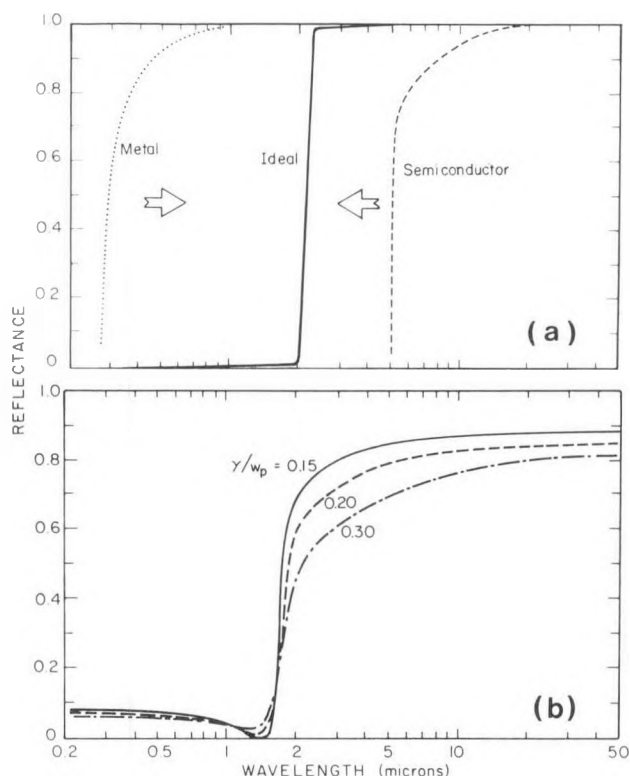 1.0
0.8
0.6
0.4
0.2
0
Metal
Ideal
Semiconductor
(a)
REFLECTANCE
1.0
0.8
0.6
0.4
0.2
0
γ/wp = 0.15
0.20
0.30
(b)
0.2 0.5 1 2 5 10 50
WAVELENGTH (microns)